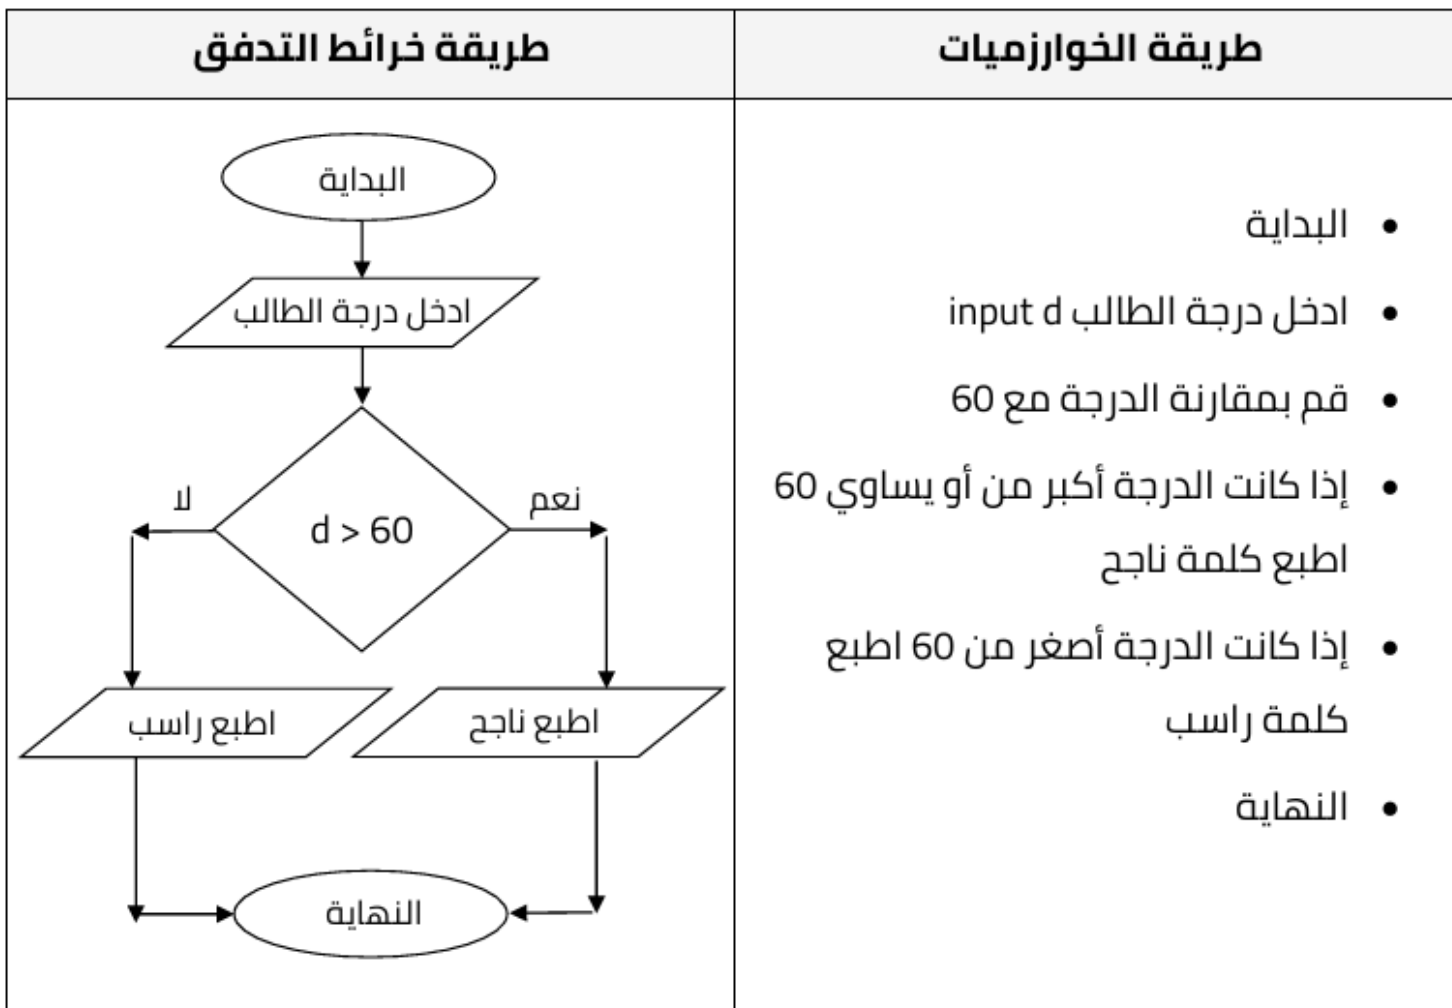 طريقة الخوارزميات
البداية
ادخل درجة الطالب input d
قم بمقارنة الدرجة مع 60
إذا كانت الدرجة أكبر من أو يساوي 60
اطبع كلمة ناجح
إذا كانت الدرجة أصغر من 60 اطبع
كلمة راسب
النهاية
طريقة خرائط التدفق
البداية
ادخل درجة الطالب
d > 60
نعم
لا
اطبع ناجح
اطبع راسب
النهاية